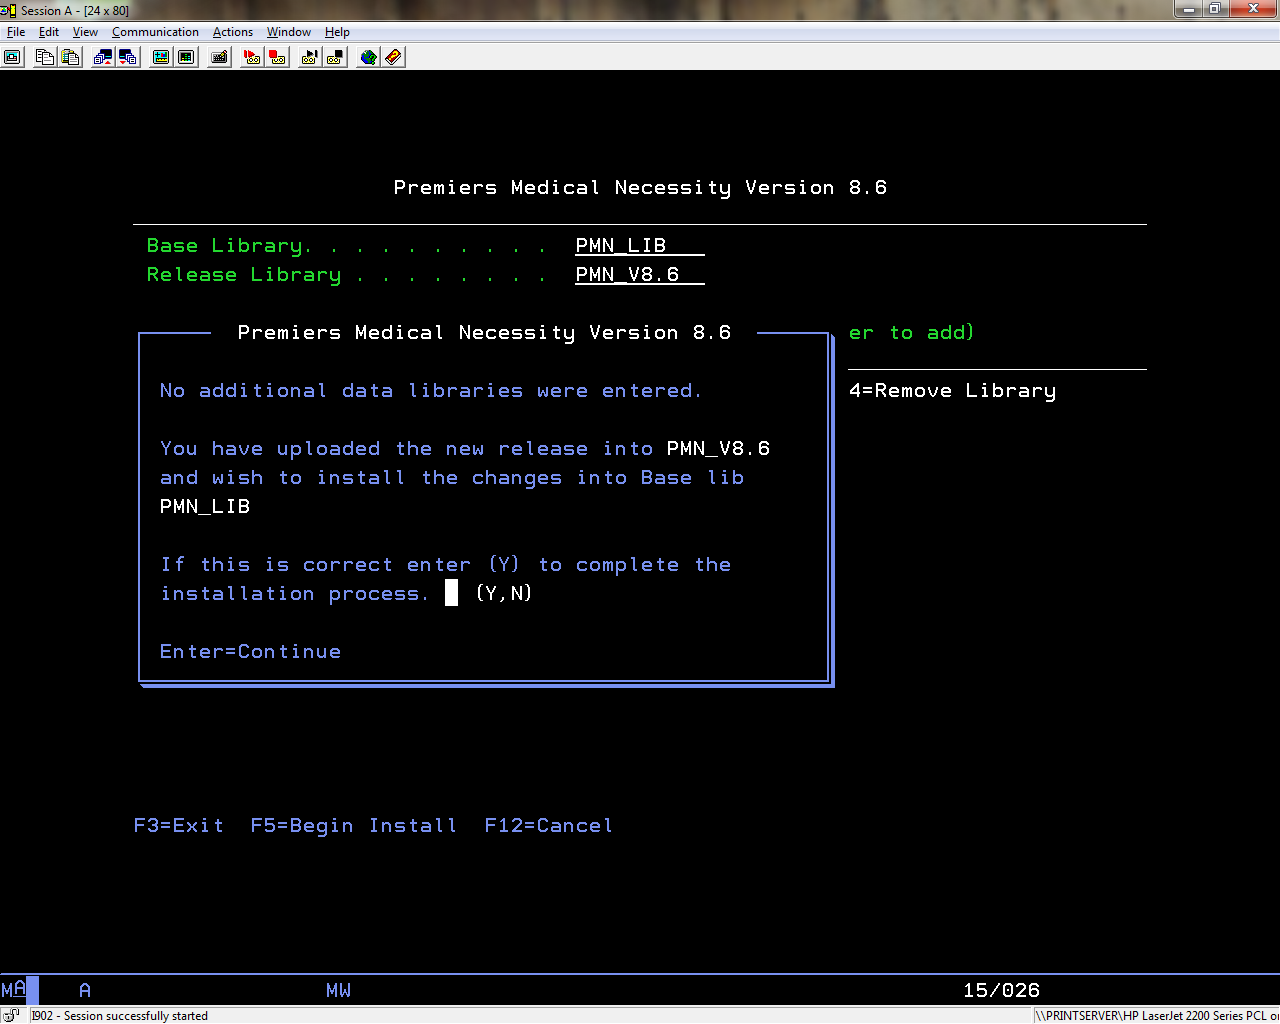 Session A - [24 x 80]
File Edit View Communication Actions Window Help
Premiers Medical Necessity Version 8.6
Base Library. . . . . . . . . . PMN_LIB
Release Library . . . . . . . . PMN_V8.6
Premiers Medical Necessity Version 8.6
er to add)
No additional data libraries were entered.
4=Remove Library
You have uploaded the new release into PMN_V8.6
and wish to install the changes into Base lib
PMN_LIB
If this is correct enter (Y) to complete the
installation process. (Y,N)
Enter=Continue
F3=Exit F5=Begin Install F12=Cancel
MA A MW 15/026
I902 - Session successfully started
\\PRINTSERVER\HP LaserJet 2200 Series PCL on